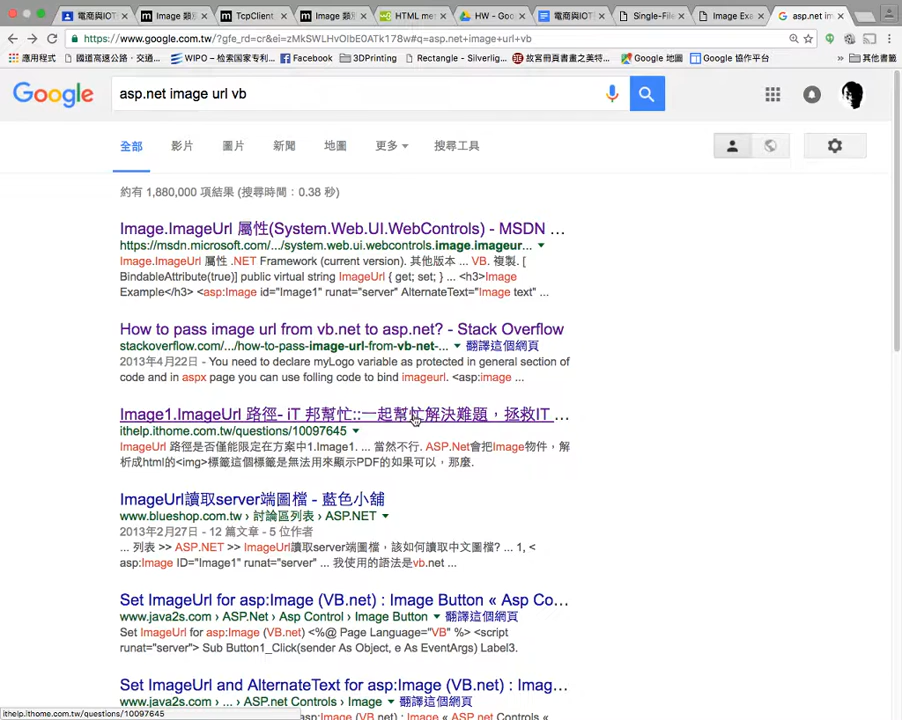 電商與IOT
Image 類別
TcpClient
Image 類別
HTML me
HW - Goo
電商與IOT
Single-File
Image Exa
asp.net im
https://www.google.com.tw/?gfe_rd=cr&ei=zMkSWLHvOIbE0ATk178w#q=asp.net+image+url+vb
應用程式
國道高速公路 · 交通...
WIPO – 检索国家专利...
Facebook
3DPrinting
Rectangle - Silverlig...
故宮冊頁書畫之美特...
Google 地圖
Google 協作平台
»
其他書籤
Google
asp.net image url vb
全部
影片
圖片
新聞
地圖
更多
搜尋工具
約有 1,880,000 項結果 (搜尋時間:0.38 秒)
Image.ImageUrl 屬性(System.Web.UI.WebControls) - MSDN ...
https://msdn.microsoft.com/.../system.web.ui.webcontrols.image.imageur...
Image.ImageUrl 屬性 .NET Framework (current version). 其他版本 ... VB. 複製. [
BindableAttribute(true)] public virtual string ImageUrl { get; set; } ... <h3>Image
Example</h3> <asp:Image id="Image1" runat="server" AlternateText="Image text" ...
How to pass image url from vb.net to asp.net? - Stack Overflow
stackoverflow.com/.../how-to-pass-image-url-from-vb-net-... 翻譯這個網頁
2013年4月22日 - You need to declare myLogo variable as protected in general section of
code and in aspx page you can use folling code to bind imageurl. <asp:image ...
Image1.ImageUrl 路徑- iT 邦幫忙::一起幫忙解決難題,拯救IT ...
ithelp.ithome.com.tw/questions/10097645
ImageUrl 路徑是否僅能限定在方案中1.Image1. ... 當然不行. ASP.Net會把Image物件,解
析成html的<img>標籤這個標籤是無法用來顯示PDF的如果可以,那麼.
ImageUrl讀取server端圖檔 - 藍色小舖
www.blueshop.com.tw › 討論區列表 › ASP.NET
2013年2月27日 - 12 篇文章 - 5 位作者
... 列表 >> ASP.NET >> ImageUrl讀取server端圖檔,該如何讀取中文圖檔? ... 1, <
asp:Image ID="Image1" runat="server" ... 我使用的語法是vb.net ...
Set ImageUrl for asp:Image (VB.net) : Image Button « Asp Co...
www.java2s.com › ASP.Net › Asp Control › Image Button 翻譯這個網頁
Set ImageUrl for asp:Image (VB.net) <%@ Page Language="VB" %> <script
runat="server"> Sub Button1_Click(sender As Object, e As EventArgs) Label3.
Set ImageUrl and AlternateText for asp:Image (VB.net) : Imag...
www.java2s.com › ... › ASP.net Controls › Image 翻譯這個網頁
ithelp.ithome.com.tw/questions/10097645